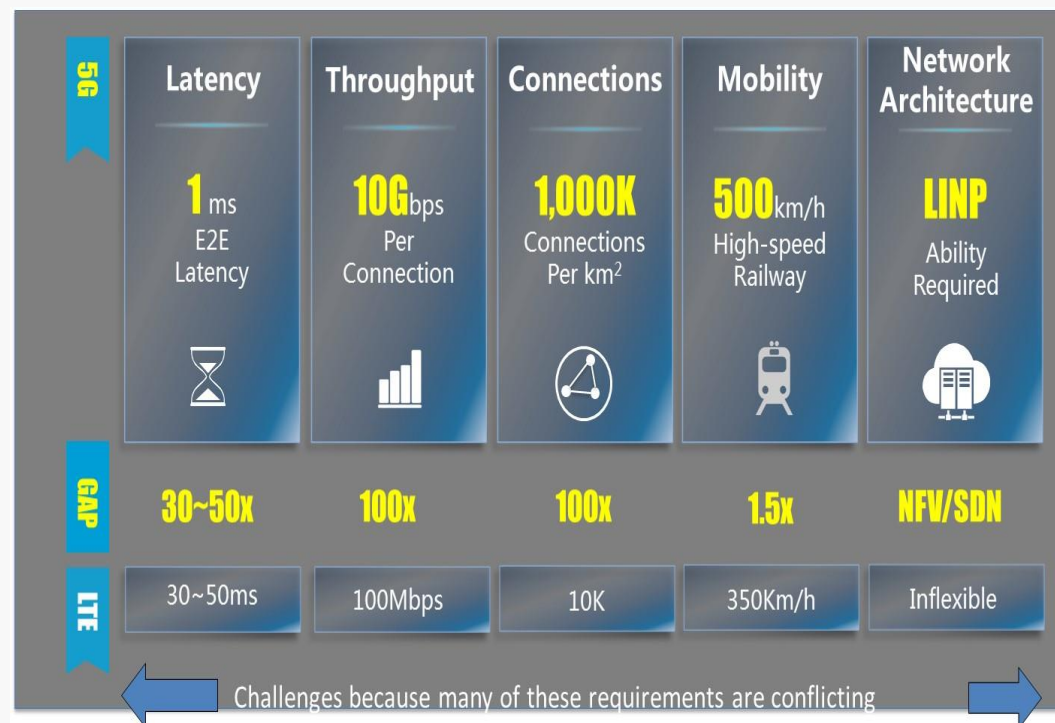 5G
Latency
1 ms
E2E
Latency
Throughput
10Gbps
Per
Connection
Connections
1,000K
Connections
Per km²
Mobility
500km/h
High-speed
Railway
Network
Architecture
LINP
Ability
Required
GAP
30~50x
100x
100x
1.5x
NFV/SDN
LTE
30~50ms
100Mbps
10K
350Km/h
Inflexible
Challenges because many of these requirements are conflicting